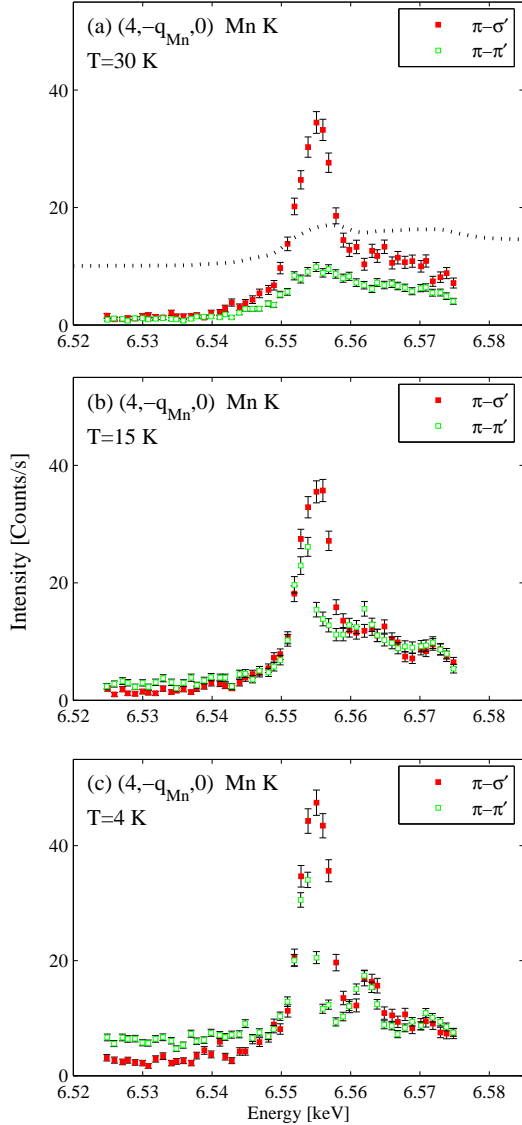 (a) (4,−q_Mn,0) Mn K
T=30 K
π−σ′
π−π′
40
20
0
6.52 6.53 6.54 6.55 6.56 6.57 6.58
(b) (4,−q_Mn,0) Mn K
T=15 K
π−σ′
π−π′
40
20
0
6.52 6.53 6.54 6.55 6.56 6.57 6.58
Intensity [Counts/s]
(c) (4,−q_Mn,0) Mn K
T=4 K
π−σ′
π−π′
40
20
0
6.52 6.53 6.54 6.55 6.56 6.57 6.58
Energy [keV]